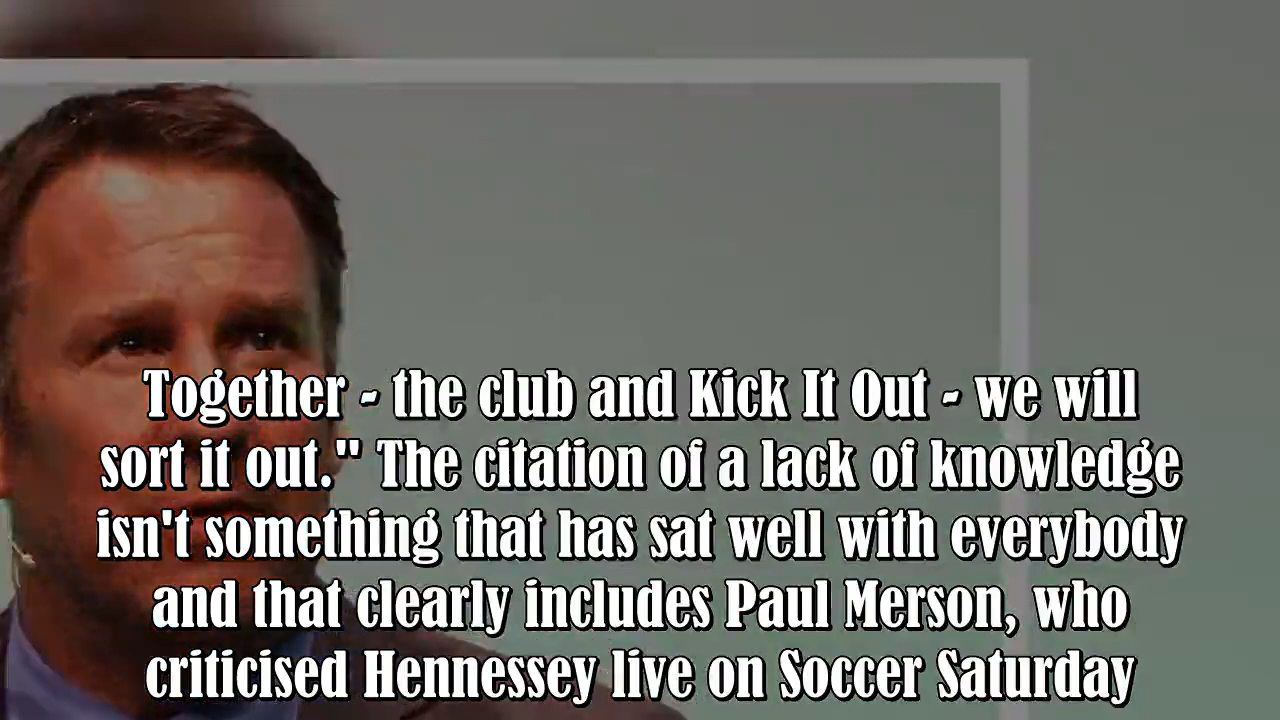 Together - the club and Kick It Out - we will
sort it out." The citation of a lack of knowledge
isn't something that has sat well with everybody
and that clearly includes Paul Merson, who
criticised Hennessey live on Soccer Saturday